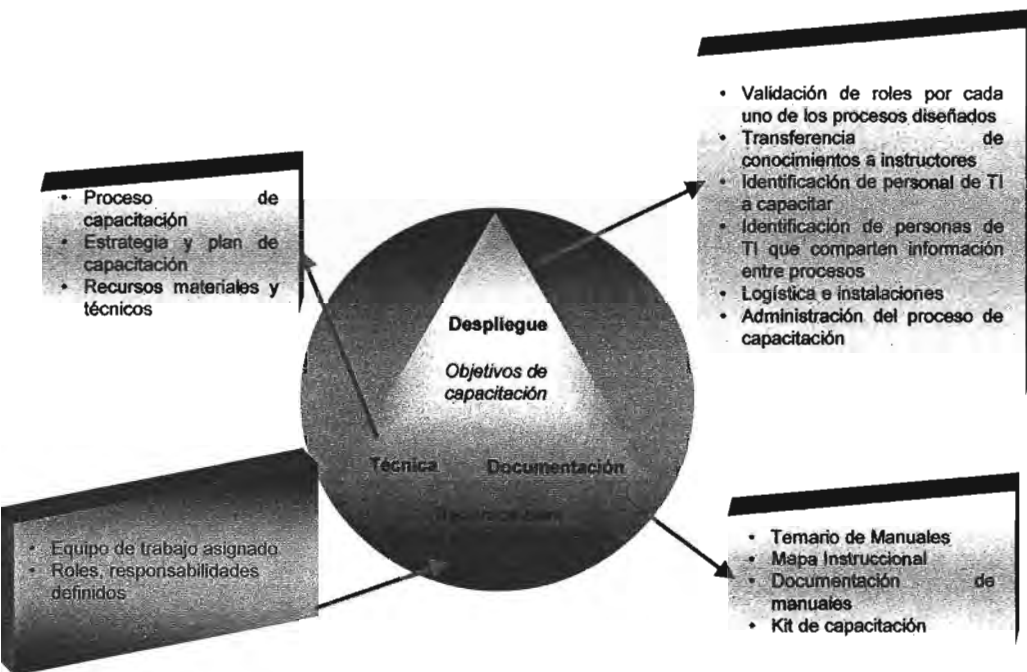 • Validación de roles por cada
uno de los procesos diseñados
• Transferencia de
conocimientos a instructores
• Identificación de personal de TI
a capacitar
• Identificación de personas de
TI que comparten información
entre procesos
• Logística e instalaciones
• Administración del proceso de
capacitación
• Proceso de
capacitación
• Estrategia y plan de
capacitación
• Recursos materiales y
técnicos
Despliegue
Objetivos de
capacitación
Técnica
Documentación
• Equipo de trabajo asignado
• Roles, responsabilidades
definidos
• Temario de Manuales
• Mapa Instruccional
• Documentación de
manuales
• Kit de capacitación